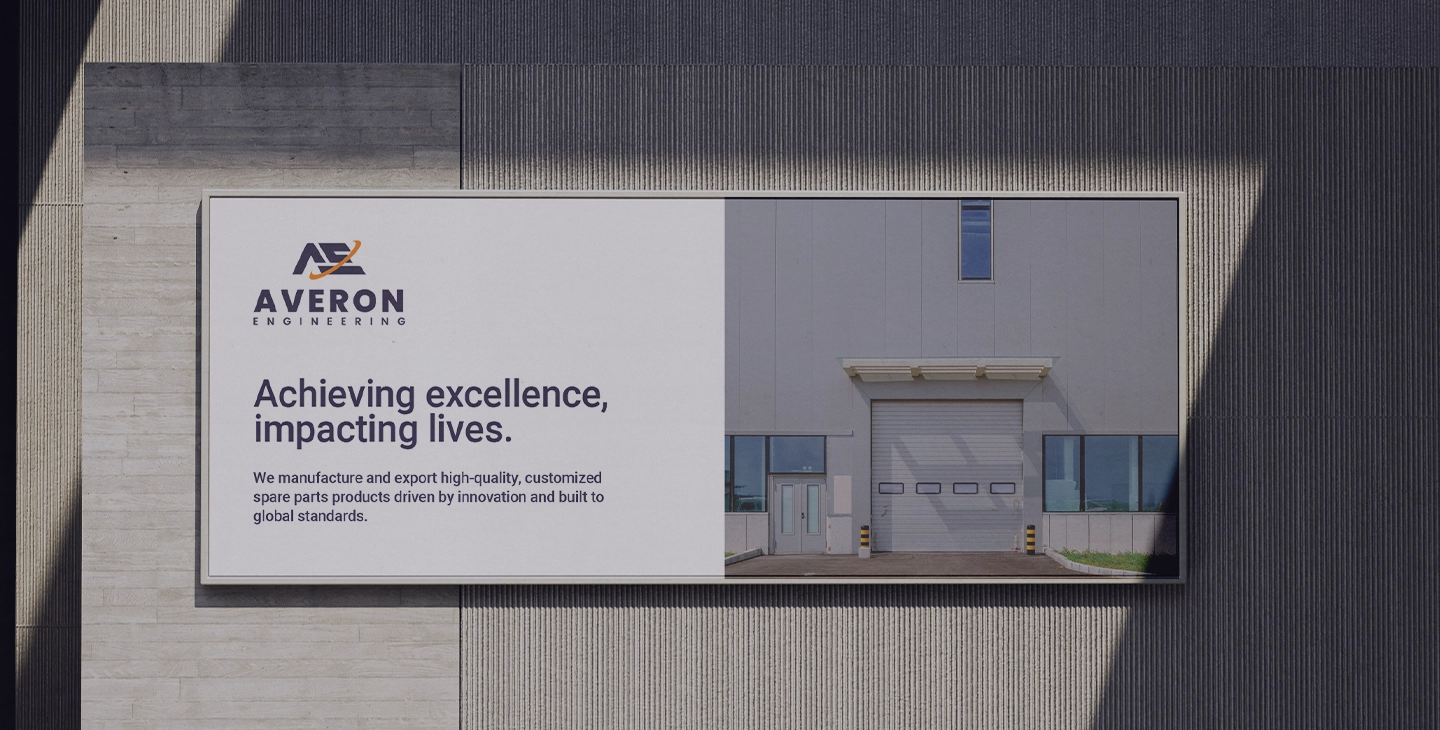 AE
AVERON
ENGINEERING
Achieving excellence,
impacting lives.
We manufacture and export high-quality, customized
spare parts products driven by innovation and built to
global standards.